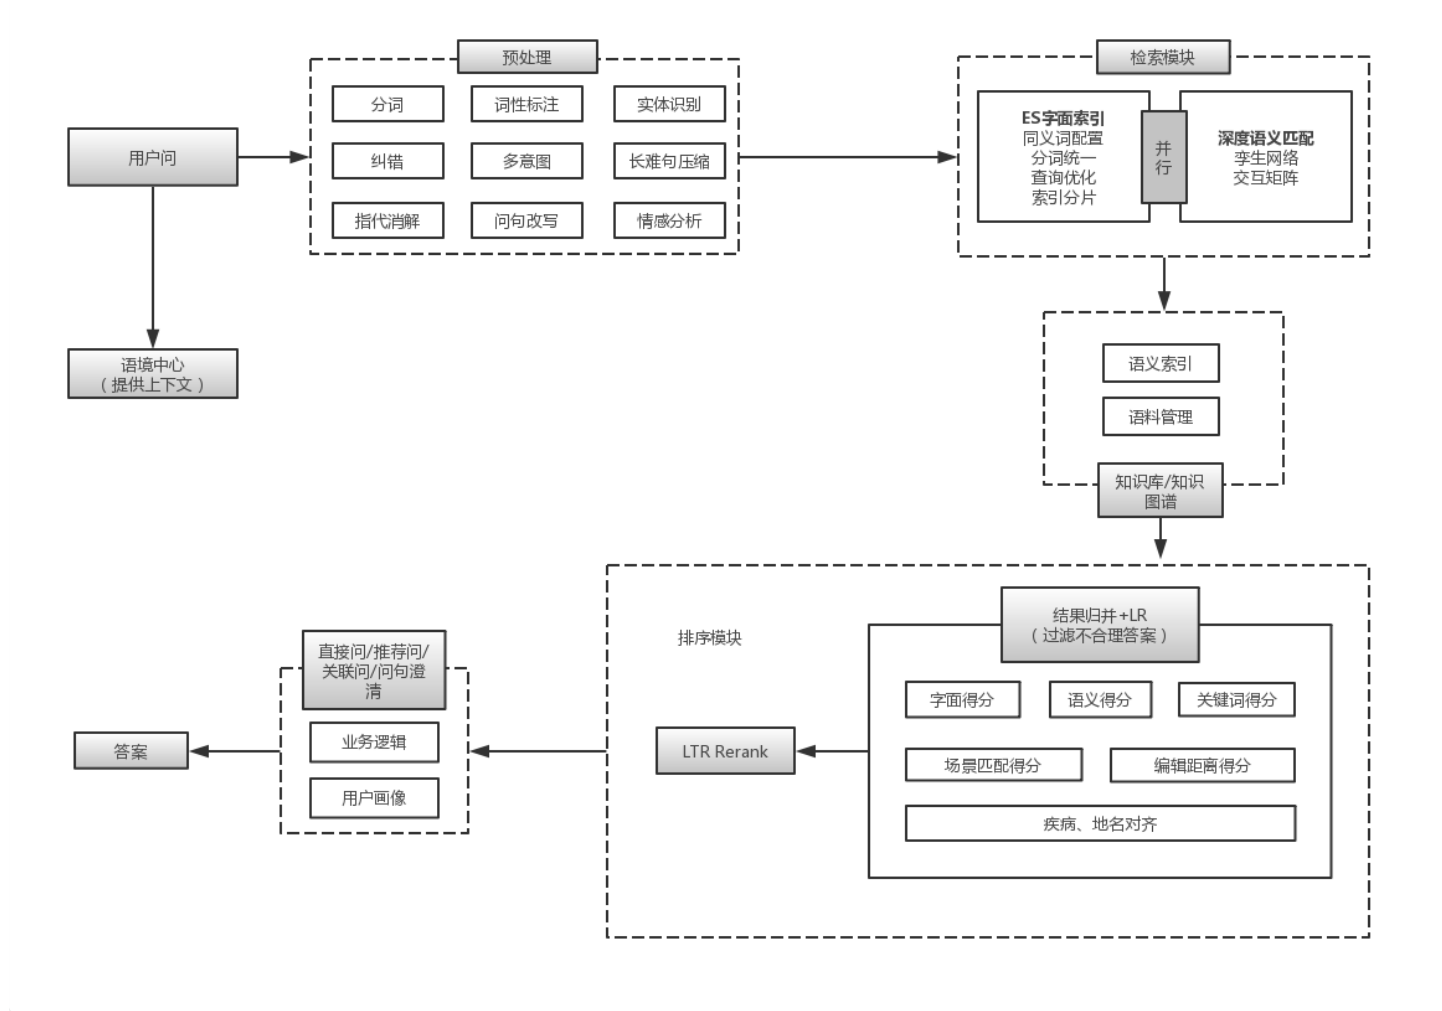 用户问
语境中心
（提供上下文）
预处理
分词
词性标注
实体识别
纠错
多意图
长难句压缩
指代消解
问句改写
情感分析
检索模块
ES字面索引
同义词配置
分词统一
查询优化
索引分片
并
行
深度语义匹配
孪生网络
交互矩阵
语义索引
语料管理
知识库/知识
图谱
排序模块
结果归并+LR
（过滤不合理答案）
字面得分
语义得分
关键词得分
场景匹配得分
编辑距离得分
疾病、地名对齐
LTR Rerank
直接问/推荐问/
关联问/问句澄
清
业务逻辑
用户画像
答案